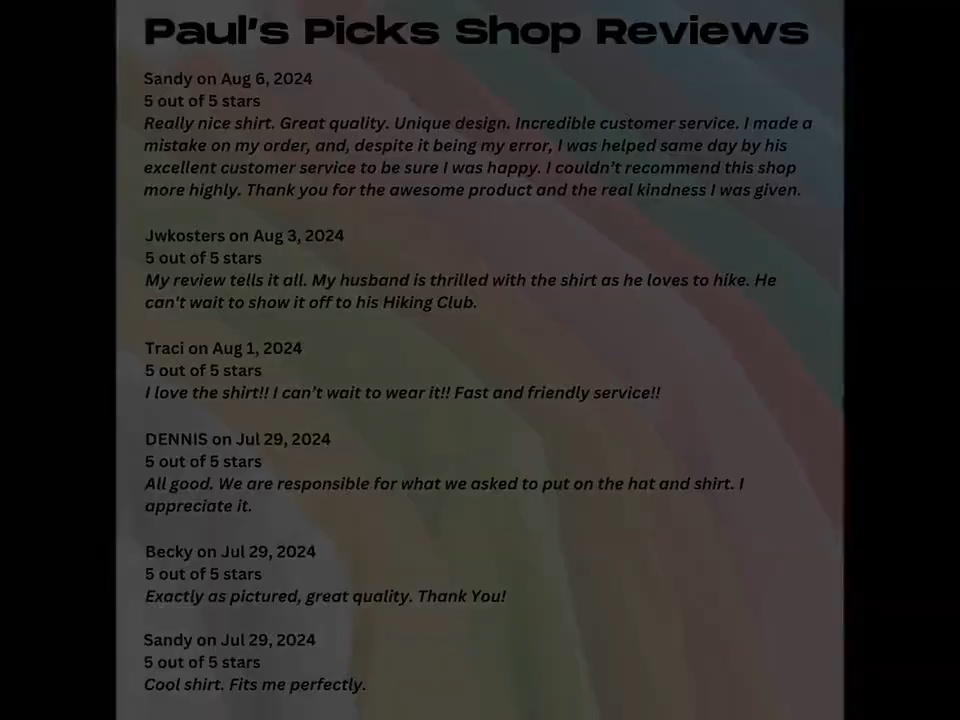 Paul's Picks Shop Reviews
Sandy on Aug 6, 2024
5 out of 5 stars
Really nice shirt. Great quality. Unique design. Incredible customer service. I made a
mistake on my order, and, despite it being my error, I was helped same day by his
excellent customer service to be sure I was happy. I couldn't recommend this shop
more highly. Thank you for the awesome product and the real kindness I was given.
Jwkosters on Aug 3, 2024
5 out of 5 stars
My review tells it all. My husband is thrilled with the shirt as he loves to hike. He
can't wait to show it off to his Hiking Club.
Traci on Aug 1, 2024
5 out of 5 stars
I love the shirt!! I can't wait to wear it!! Fast and friendly service!!
DENNIS on Jul 29, 2024
5 out of 5 stars
All good. We are responsible for what we asked to put on the hat and shirt. I
appreciate it.
Becky on Jul 29, 2024
5 out of 5 stars
Exactly as pictured, great quality. Thank You!
Sandy on Jul 29, 2024
5 out of 5 stars
Cool shirt. Fits me perfectly.